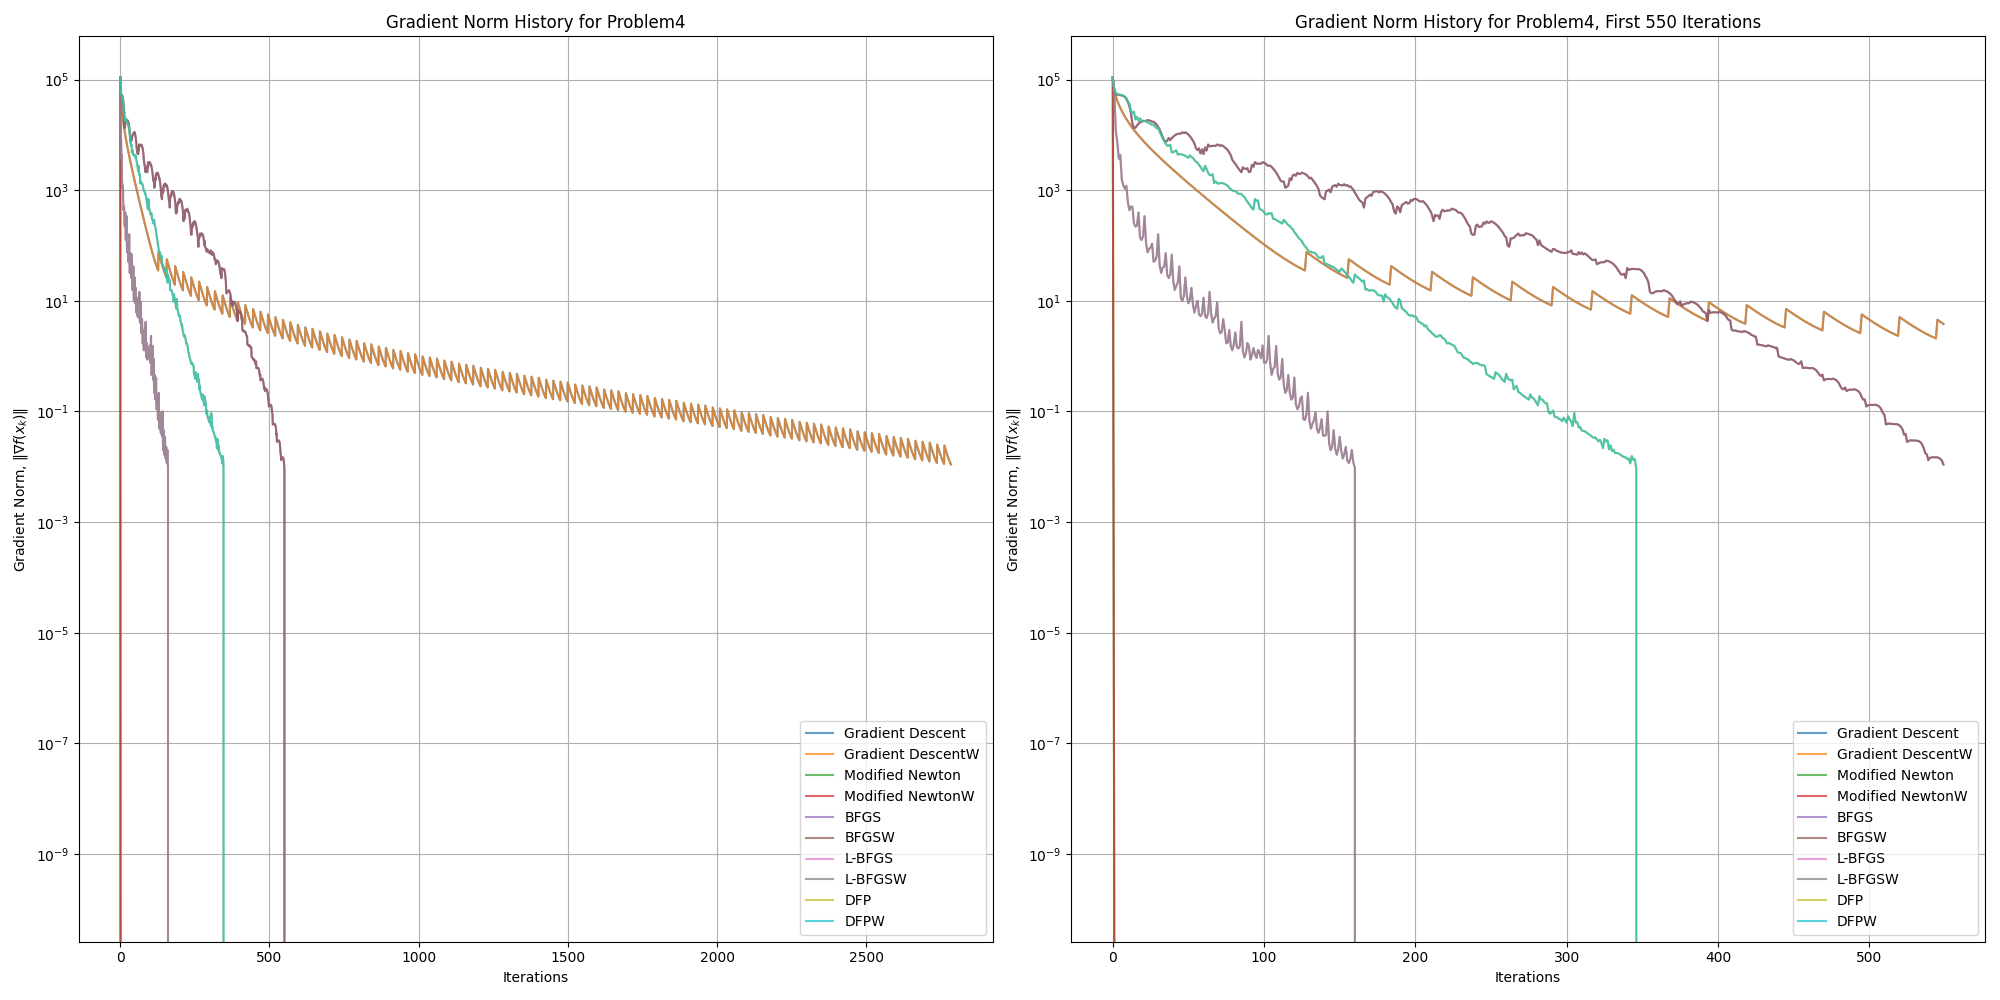 Gradient Norm History for Problem4
Gradient Norm, ‖∇f(x_k)‖
10^5
10^3
10^1
10^-1
10^-3
10^-5
10^-7
10^-9
0 500 1000 1500 2000 2500
Iterations
Gradient Descent
Gradient DescentW
Modified Newton
Modified NewtonW
BFGS
BFGSW
L-BFGS
L-BFGSW
DFP
DFPW
Gradient Norm History for Problem4, First 550 Iterations
Gradient Norm, ‖∇f(x_k)‖
10^5
10^3
10^1
10^-1
10^-3
10^-5
10^-7
10^-9
0 100 200 300 400 500
Iterations
Gradient Descent
Gradient DescentW
Modified Newton
Modified NewtonW
BFGS
BFGSW
L-BFGS
L-BFGSW
DFP
DFPW